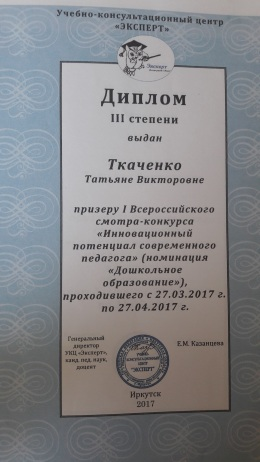 Учебно-консультационный центр
«ЭКСПЕРТ»
Эксперт
Диплом
III степени
выдан
Ткаченко
Татьяне Викторовне
призеру I Всероссийского
смотра-конкурса
«Инновационный
потенциал современного
педагога» (номинация
«Дошкольное
образование»),
проходившего с 27.03.2017 г.
по 27.04.2017 г.
Генеральный
директор
УКЦ «Эксперт»,
канд. пед. наук,
доцент
Е.М. Казанцева
"ЭКСПЕРТ"
Иркутск
2017